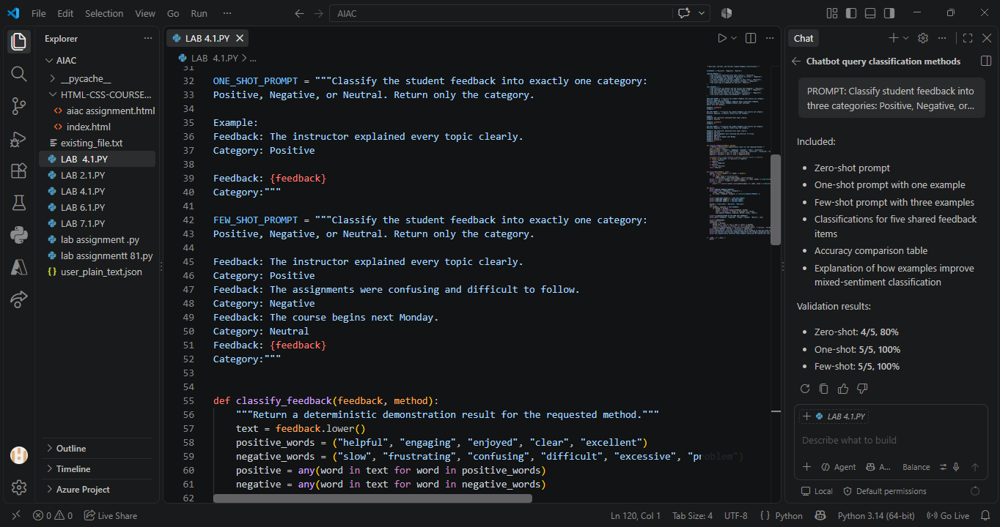 File Edit Selection View Go Run ··· AIAC
Explorer ···
AIAC
__pycache__
HTML-CSS-COURSE...
aiac assignment.html
index.html
existing_file.txt
LAB  4.1.PY
LAB 2.1.PY
LAB 4.1.PY
LAB 6.1.PY
LAB 7.1.PY
lab assignment .py
lab assignmentt 81.py
user_plain_text.json
Outline
Timeline
Azure Project
LAB 4.1.PY
LAB  4.1.PY > ...
31
32 ONE_SHOT_PROMPT = """Classify the student feedback into exactly one category:
33 Positive, Negative, or Neutral. Return only the category.
34
35 Example:
36 Feedback: The instructor explained every topic clearly.
37 Category: Positive
38
39 Feedback: {feedback}
40 Category:"""
41
42 FEW_SHOT_PROMPT = """Classify the student feedback into exactly one category:
43 Positive, Negative, or Neutral. Return only the category.
44
45 Feedback: The instructor explained every topic clearly.
46 Category: Positive
47 Feedback: The assignments were confusing and difficult to follow.
48 Category: Negative
49 Feedback: The course begins next Monday.
50 Category: Neutral
51 Feedback: {feedback}
52 Category:"""
53
54
55 def classify_feedback(feedback, method):
56     """Return a deterministic demonstration result for the requested method."""
57     text = feedback.lower()
58     positive_words = ("helpful", "engaging", "enjoyed", "clear", "excellent")
59     negative_words = ("slow", "frustrating", "confusing", "difficult", "excessive", "problem")
60     positive = any(word in text for word in positive_words)
61     negative = any(word in text for word in negative_words)
62
Chat
Chatbot query classification methods
PROMPT: Classify student feedback into
three categories: Positive, Negative, or...
Included:
• Zero-shot prompt
• One-shot prompt with one example
• Few-shot prompt with three examples
• Classifications for five shared feedback
items
• Accuracy comparison table
• Explanation of how examples improve
mixed-sentiment classification
Validation results:
• Zero-shot: 4/5, 80%
• One-shot: 5/5, 100%
• Few-shot: 5/5, 100%
LAB 4.1.PY
Describe what to build
Agent A... Balance
Local Default permissions
0 0 Live Share Ln 120, Col 1 Tab Size: 4 UTF-8 { } Python Python 3.14 (64-bit) Go Live